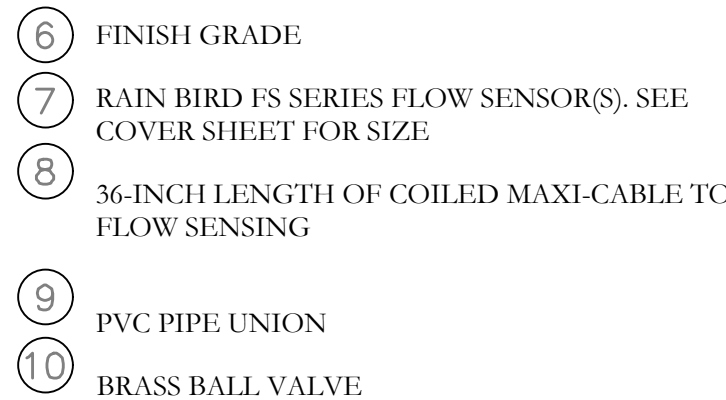 6 FINISH GRADE
7 RAIN BIRD FS SERIES FLOW SENSOR(S). SEE
COVER SHEET FOR SIZE
8
36-INCH LENGTH OF COILED MAXI-CABLE TO
FLOW SENSING
9
PVC PIPE UNION
10
BRASS BALL VALVE